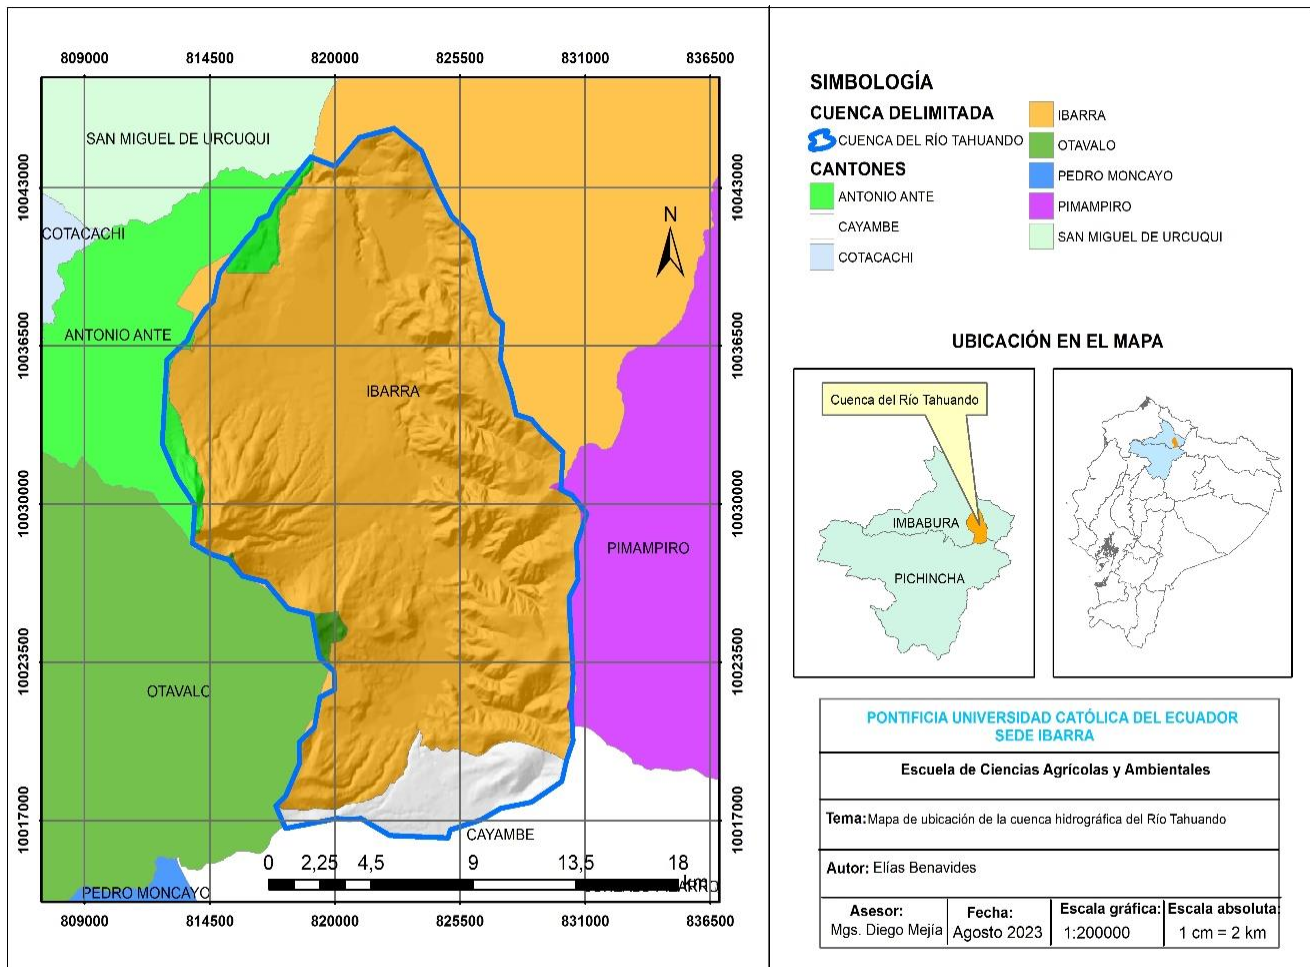 809000 814500 820000 825500 831000 836500
SAN MIGUEL DE URCUQUI
10043000 10043000
COTACACHI
N
ANTONIO ANTE
10036500 10036500
IBARRA
10030000 10030000
PIMAMPIRO
10023500 10023500
OTAVALO
10017000 10017000
CAYAMBE
0 2,25 4,5 9 13,5 18
km
PEDRO MONCAYO
809000 814500 820000 825500 831000 836500
SIMBOLOGÍA
CUENCA DELIMITADA
CUENCA DEL RÍO TAHUANDO
CANTONES
ANTONIO ANTE
CAYAMBE
COTACACHI
IBARRA
OTAVALO
PEDRO MONCAYO
PIMAMPIRO
SAN MIGUEL DE URCUQUI
UBICACIÓN EN EL MAPA
Cuenca del Río Tahuando
IMBABURA
PICHINCHA
PONTIFICIA UNIVERSIDAD CATÓLICA DEL ECUADOR
SEDE IBARRA
Escuela de Ciencias Agrícolas y Ambientales
Tema:Mapa de ubicación de la cuenca hidrográfica del Río Tahuando
Autor: Elías Benavides
Asesor:
Mgs. Diego Mejía
Fecha:
Agosto 2023
Escala gráfica:
1:200000
Escala absoluta:
1 cm = 2 km